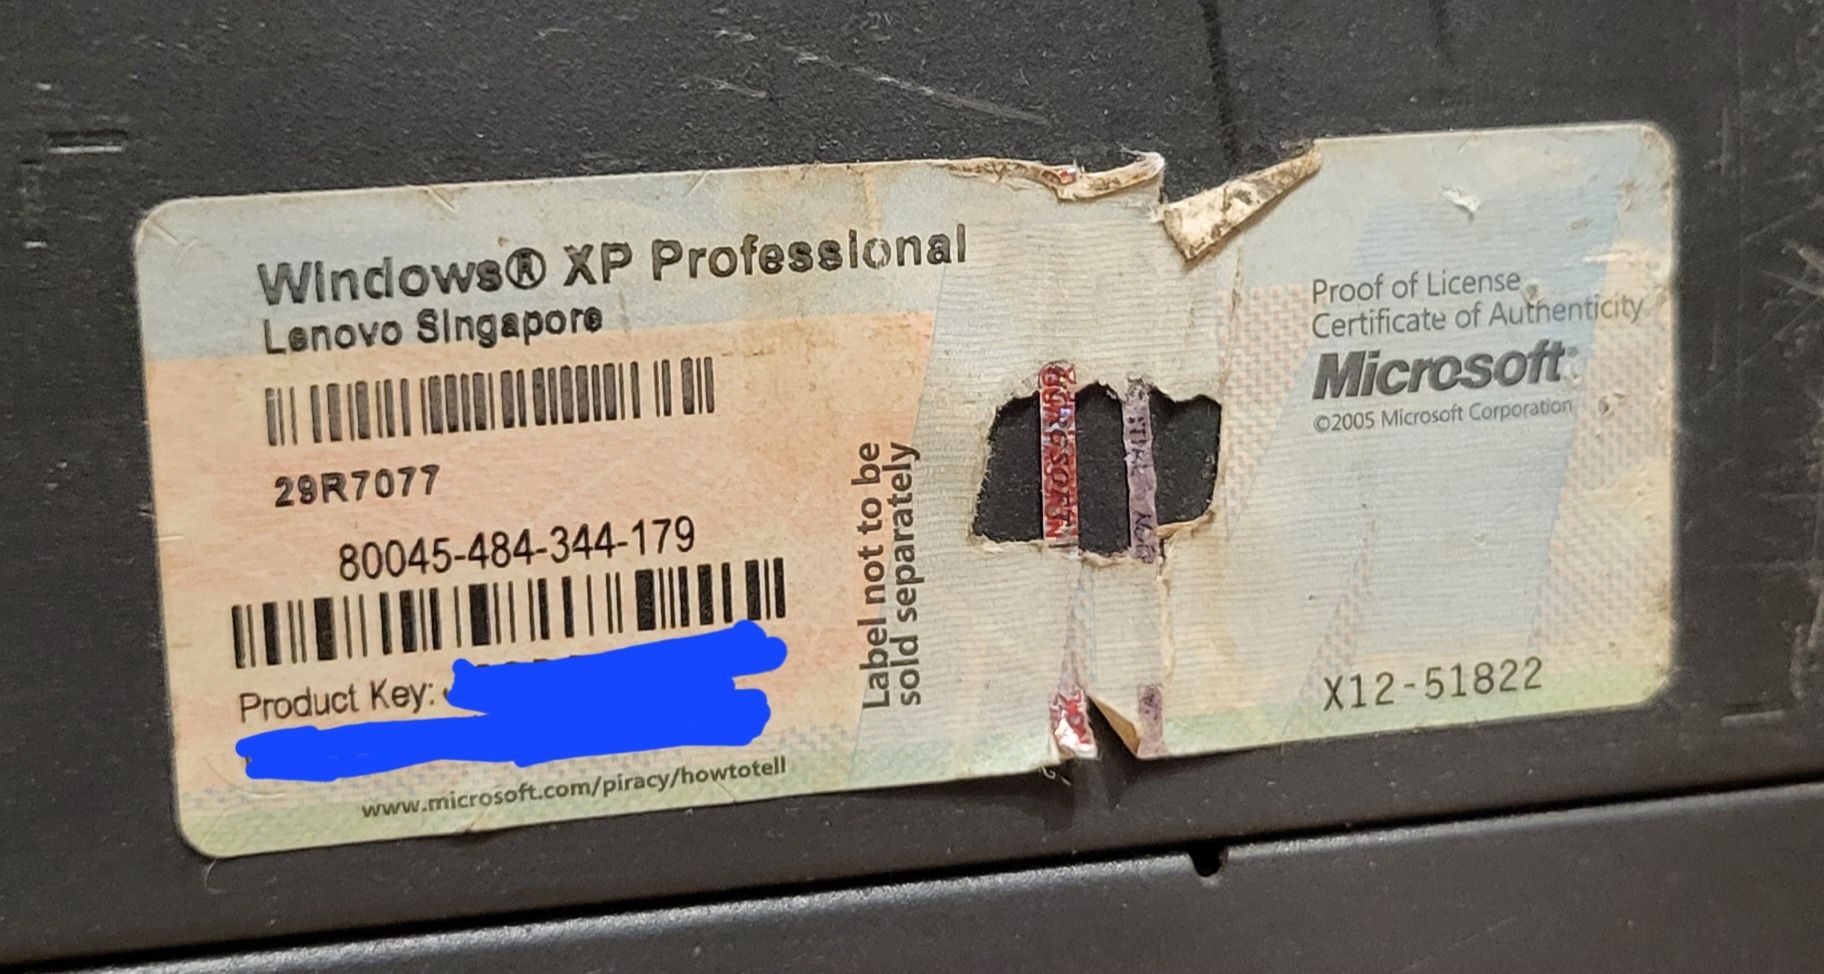 Windows® XP Professional
Lenovo Singapore
29R7077
80045-484-344-179
Product Key:
www.microsoft.com/piracy/howtotell
Label not to be
sold separately
MICROSOFT
Proof of License
Certificate of Authenticity
Microsoft
©2005 Microsoft Corporation
X12-51822